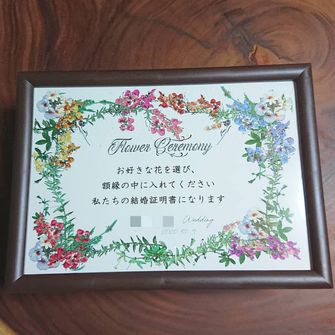 Flower Ceremony
お好きな花を選び、
額縁の中に入れてください
私たちの結婚証明書になります
Wedding